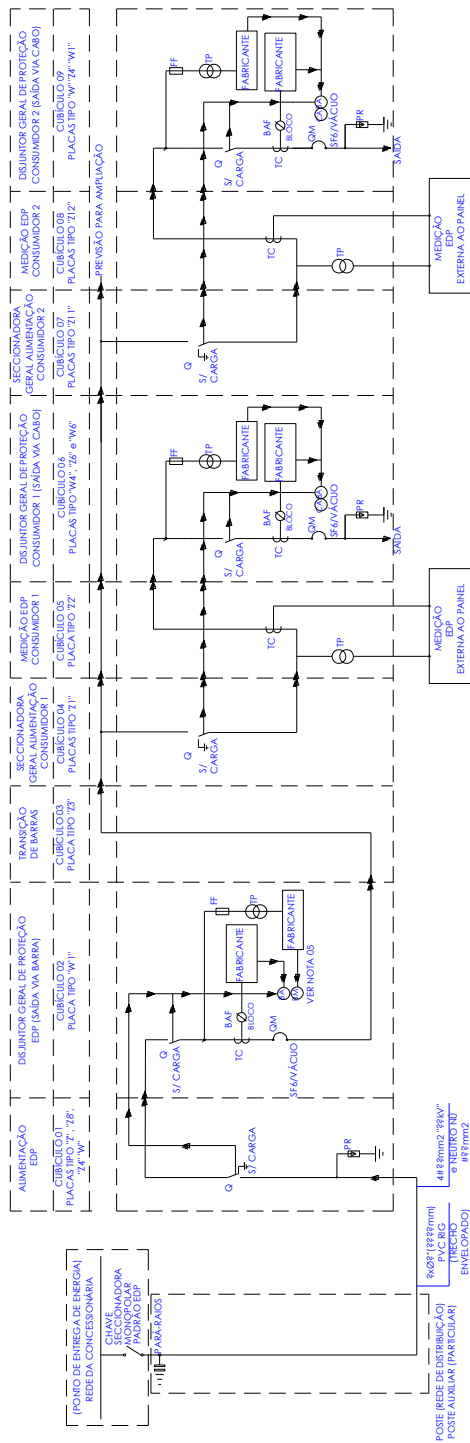 (PONTO DE ENTREGA DE ENERGIA)
REDE DA CONCESSIONÁRIA
CHAVE
SECCIONADORA
MONOPOLAR
PADRÃO EDP
PARÁ-RAIOS
POSTE (REDE DE DISTRIBUIÇÃO)
POSTE AUXILIAR (PARTICULAR)
PVC RIG
(TRECHO
ENVELOPADO)
e NEUTRO NU
ALIMENTAÇÃO
EDP
CUBÍCULO 01
PLACAS TIPO "Z", "Z8",
"Z4" "W"
Q
S/ CARGA
PR
DISJUNTOR GERAL DE PROTEÇÃO
EDP (SAÍDA VIA BARRA)
CUBÍCULO 02
PLACA TIPO "W1"
Q
S/ CARGA
TC
BAF
BLOCO
QM
SF6/VÁCUO
FABRICANTE
FF
TP
FABRICANTE
VER NOTA 05
TRANSIÇÃO
DE BARRAS
CUBÍCULO 03
PLACA TIPO "Z3"
SECCIONADORA
GERAL ALIMENTAÇÃO
CONSUMIDOR 1
CUBÍCULO 04
PLACAS TIPO "Z1"
Q
S/
CARGA
MEDIÇÃO EDP
CONSUMIDOR 1
CUBÍCULO 05
PLACA TIPO "Z2"
TC
TP
MEDIÇÃO
EDP
EXTERNA AO PAINEL
DISJUNTOR GERAL DE PROTEÇÃO
CONSUMIDOR 1 (SAÍDA VIA CABO)
CUBÍCULO 06
PLACAS TIPO "W4", "Z6" e "W6"
Q
S/
CARGA
FF
TP
FABRICANTE
FABRICANTE
BAF
BLOCO
TC
QM
SF6/VÁCUO
PR
SAÍDA
SECCIONADORA
GERAL ALIMENTAÇÃO
CONSUMIDOR 2
CUBÍCULO 07
PLACAS TIPO "Z11"
Q
S/
CARGA
MEDIÇÃO EDP
CONSUMIDOR 2
CUBÍCULO 08
PLACAS TIPO "Z12"
PREVISÃO PARA AMPLIAÇÃO
TC
TP
MEDIÇÃO
EDP
EXTERNA AO PAINEL
DISJUNTOR GERAL DE PROTEÇÃO
CONSUMIDOR 2 (SAÍDA VIA CABO)
CUBÍCULO 09
PLACAS TIPO "W" "Z4" "W1"
Q
S/
CARGA
FF
TP
FABRICANTE
FABRICANTE
BAF
BLOCO
TC
QM
SF6/VÁCUO
PR
SAÍDA